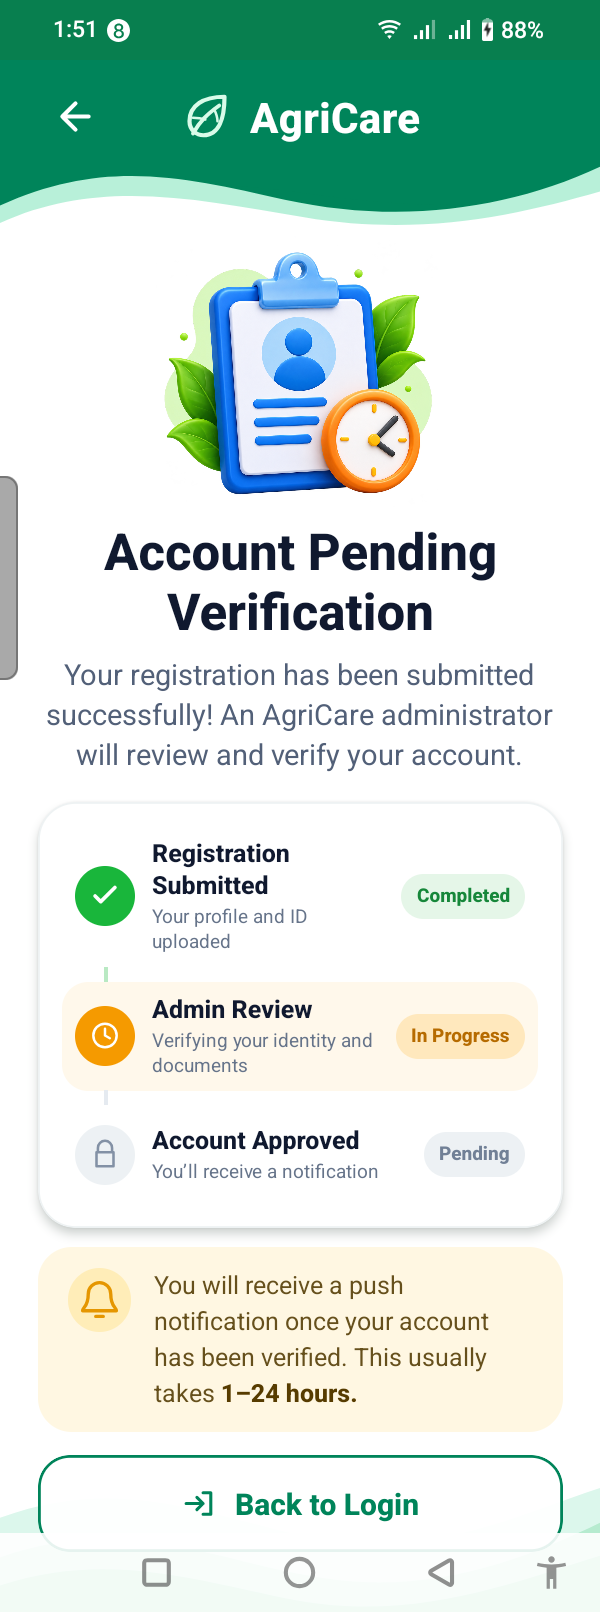 1:51 8 88%
AgriCare
Account Pending
Verification
Your registration has been submitted
successfully! An AgriCare administrator
will review and verify your account.
Registration
Submitted
Your profile and ID
uploaded
Completed
Admin Review
Verifying your identity and
documents
In Progress
Account Approved
You’ll receive a notification
Pending
You will receive a push
notification once your account
has been verified. This usually
takes 1–24 hours.
Back to Login